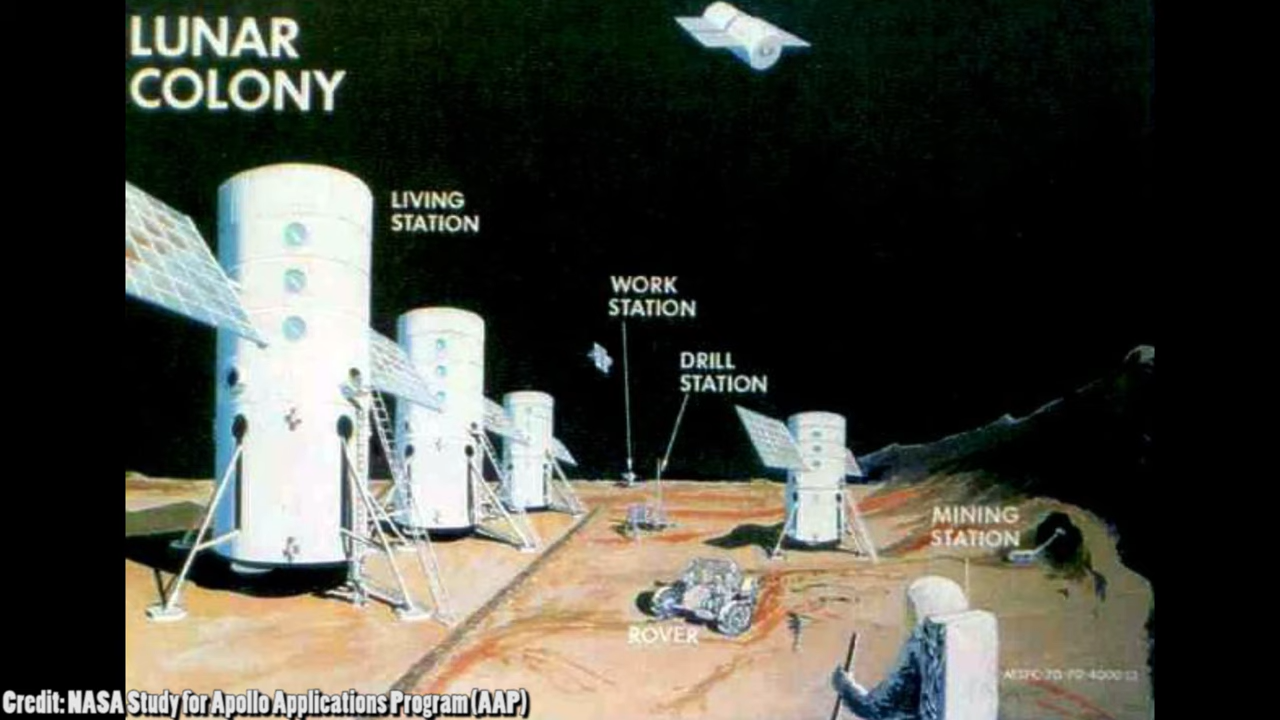 LUNAR
COLONY
LIVING
STATION
WORK
STATION
DRILL
STATION
MINING
STATION
ROVER
Credit: NASA Study for Apollo Applications Program (AAP)